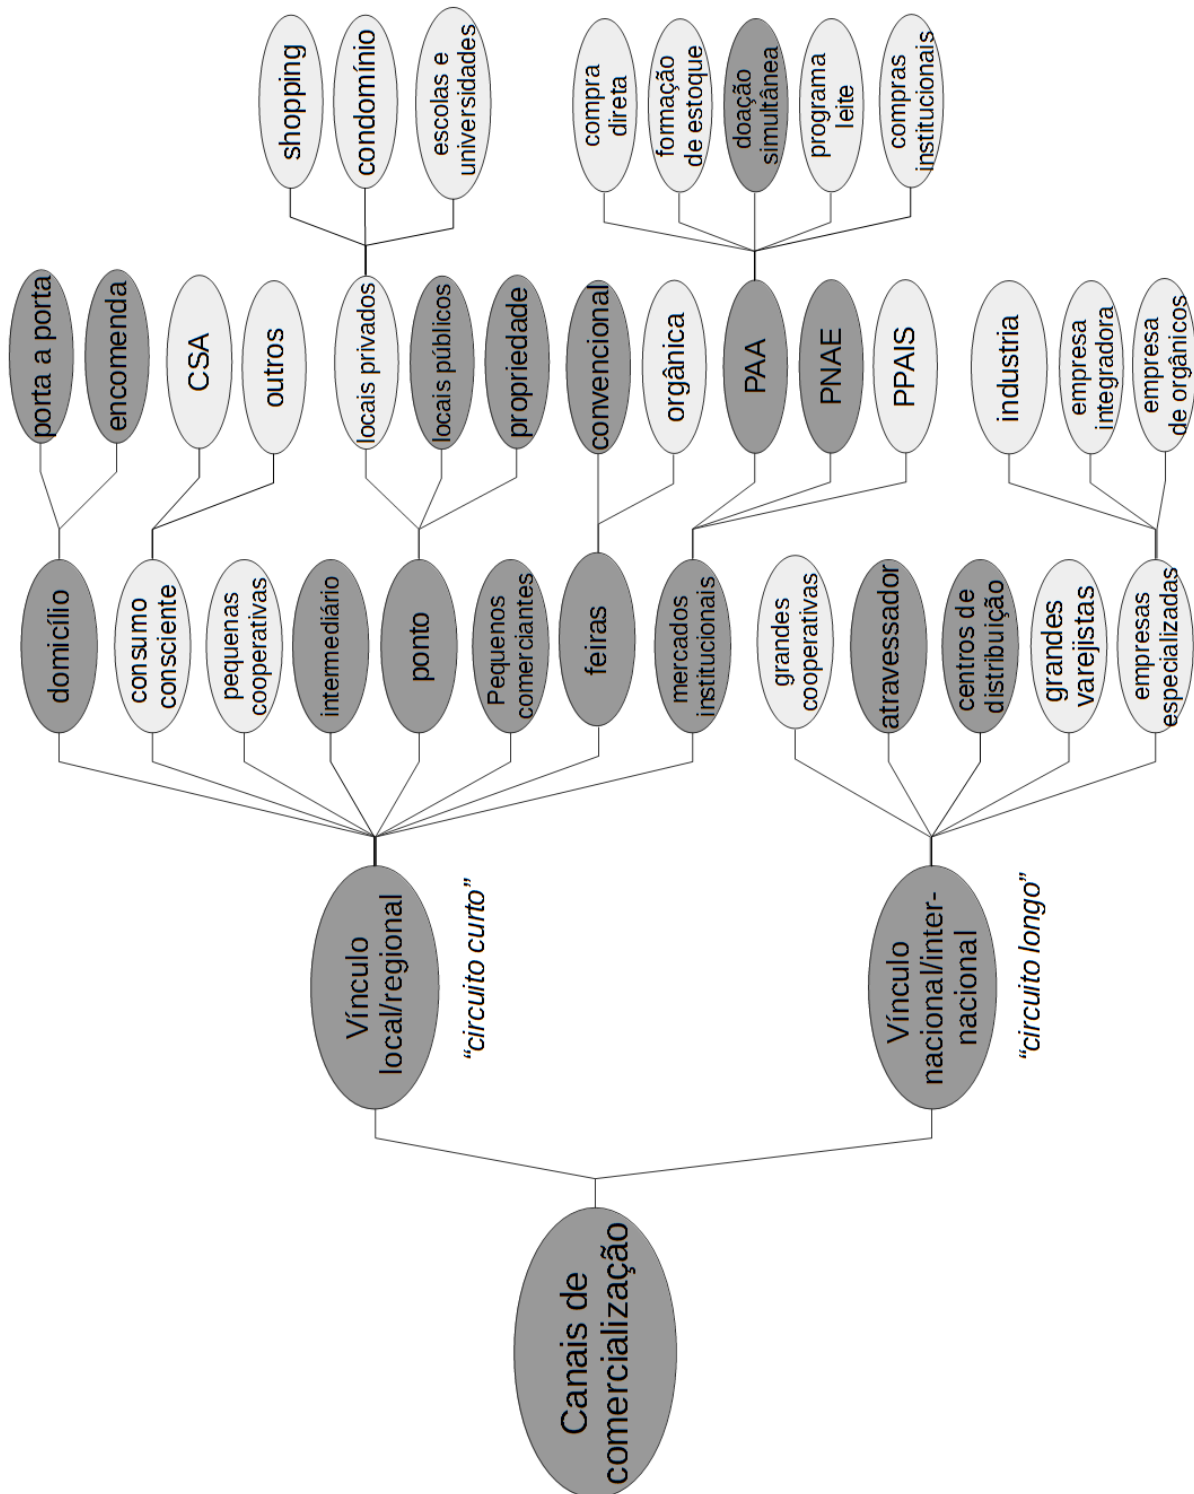 Canais de
comercialização
Vínculo
local/regional
“circuito curto”
domicílio
porta a porta
encomenda
consumo
consciente
CSA
outros
pequenas
cooperativas
intermediário
ponto
locais privados
shopping
condomínio
escolas e
universidades
locais públicos
propriedade
Pequenos
comerciantes
feiras
convencional
orgânica
mercados
institucionais
PAA
compra
direta
formação
de estoque
doação
simultânea
programa
leite
compras
institucionais
PNAE
PPAIS
Vínculo
nacional/inter-
nacional
“circuito longo”
grandes
cooperativas
atravessador
centros de
distribuição
grandes
varejistas
empresas
especializadas
industria
empresa
integradora
empresa
de orgânicos